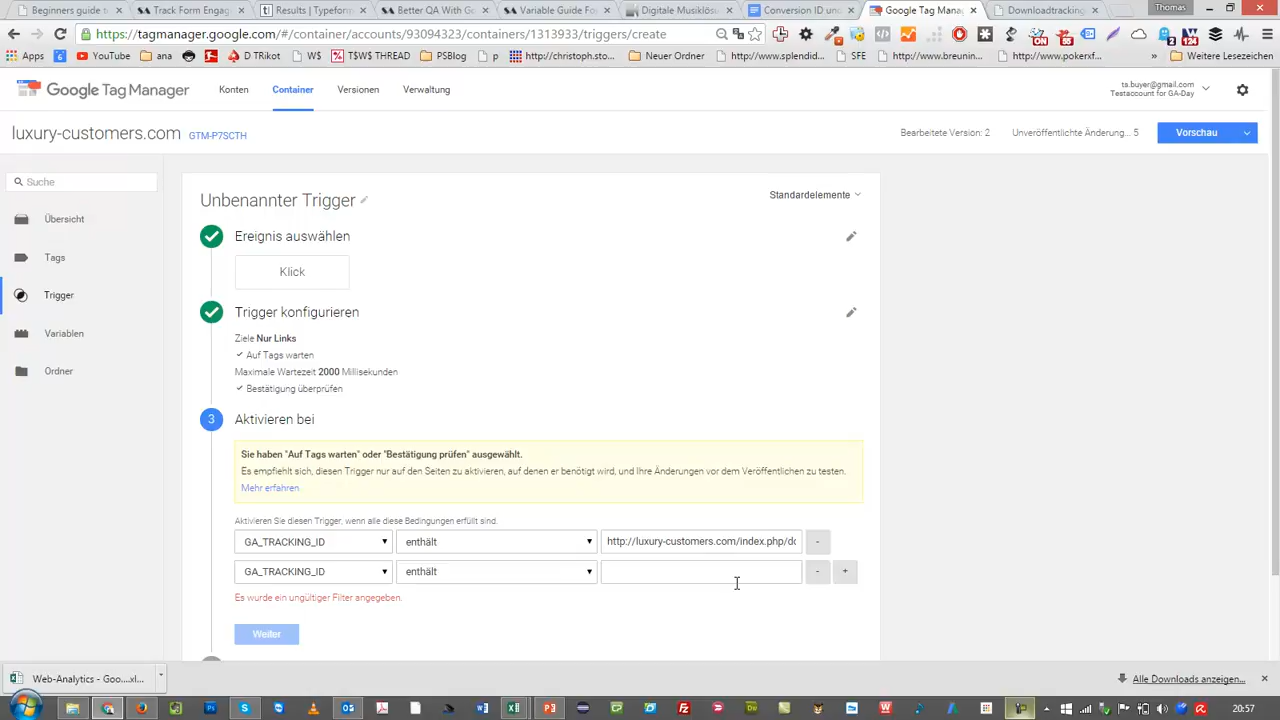 Beginners guide to
Track Form Engag
Results | Typeform
Better QA With Go
Variable Guide For
Digitale Musiklösu
Conversion ID uno
Google Tag Manag
Downloadtracking
Thomas
https://tagmanager.google.com/#/container/accounts/93094323/containers/1313933/triggers/create
Apps
YouTube
ana
D TRikot
W$
T$W$ THREAD
PSBlog
p
http://christoph.sto...
Neuer Ordner
http://www.splendid...
SFE
http://www.breunin...
http://www.pokerxf...
Weitere Lesezeichen
Google Tag Manager
Konten
Container
Versionen
Verwaltung
ts.buyer@gmail.com
Testaccount for GA-Day
luxury-customers.com
GTM-P7SCTH
Bearbeitete Version: 2
Unveröffentlichte Änderung... 5
Vorschau
Suche
Übersicht
Tags
Trigger
Variablen
Ordner
Unbenannter Trigger
Standardelemente
Ereignis auswählen
Klick
Trigger konfigurieren
Ziele Nur Links
Auf Tags warten
Maximale Wartezeit 2000 Millisekunden
Bestätigung überprüfen
3
Aktivieren bei
Sie haben "Auf Tags warten" oder "Bestätigung prüfen" ausgewählt.
Es empfiehlt sich, diesen Trigger nur auf den Seiten zu aktivieren, auf denen er benötigt wird, und Ihre Änderungen vor dem Veröffentlichen zu testen.
Mehr erfahren.
Aktivieren Sie diesen Trigger, wenn alle diese Bedingungen erfüllt sind.
GA_TRACKING_ID
enthält
http://luxury-customers.com/index.php/do
-
GA_TRACKING_ID
enthält
-
+
Es wurde ein ungültiger Filter angegeben.
Weiter
Web-Analytics - Goo....xl...
Alle Downloads anzeigen...
20:57